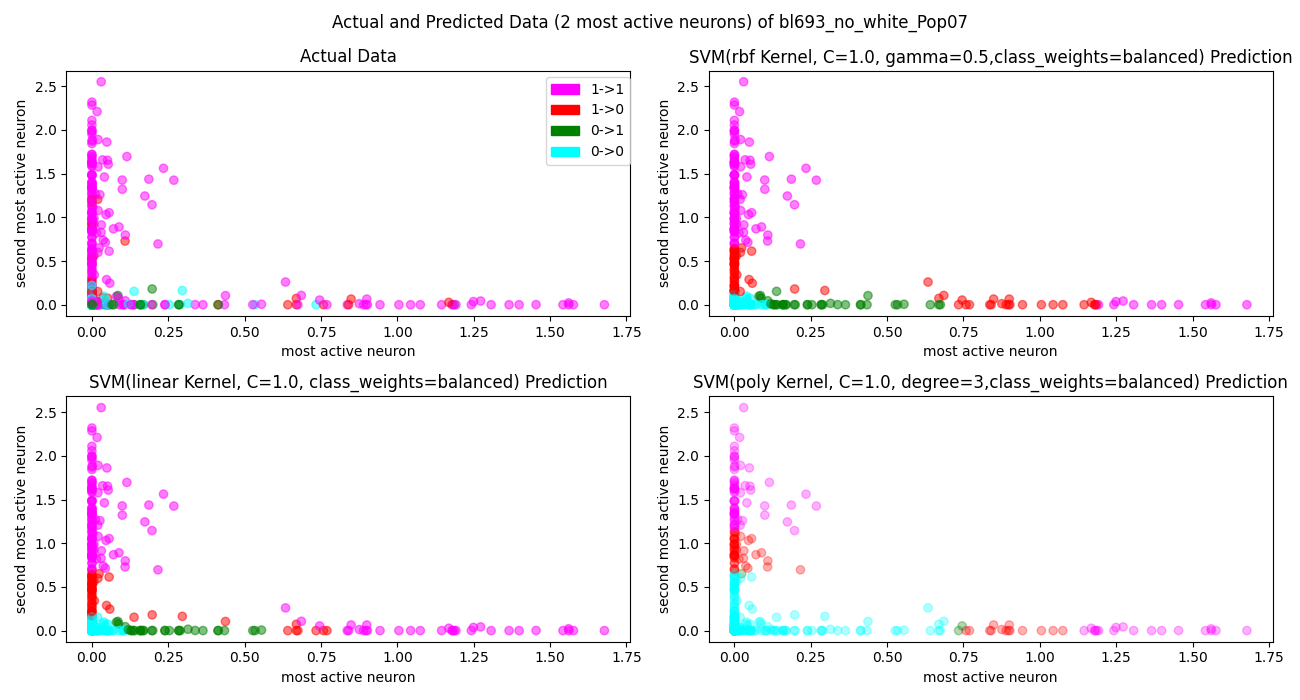 Actual and Predicted Data (2 most active neurons) of bl693_no_white_Pop07
Actual Data
2.5
2.0
1.5
1.0
0.5
0.0
second most active neuron
1->1
1->0
0->1
0->0
0.00 0.25 0.50 0.75 1.00 1.25 1.50 1.75
most active neuron
SVM(rbf Kernel, C=1.0, gamma=0.5,class_weights=balanced) Prediction
2.5
2.0
1.5
1.0
0.5
0.0
second most active neuron
0.00 0.25 0.50 0.75 1.00 1.25 1.50 1.75
most active neuron
SVM(linear Kernel, C=1.0, class_weights=balanced) Prediction
2.5
2.0
1.5
1.0
0.5
0.0
second most active neuron
0.00 0.25 0.50 0.75 1.00 1.25 1.50 1.75
most active neuron
SVM(poly Kernel, C=1.0, degree=3,class_weights=balanced) Prediction
2.5
2.0
1.5
1.0
0.5
0.0
second most active neuron
0.00 0.25 0.50 0.75 1.00 1.25 1.50 1.75
most active neuron